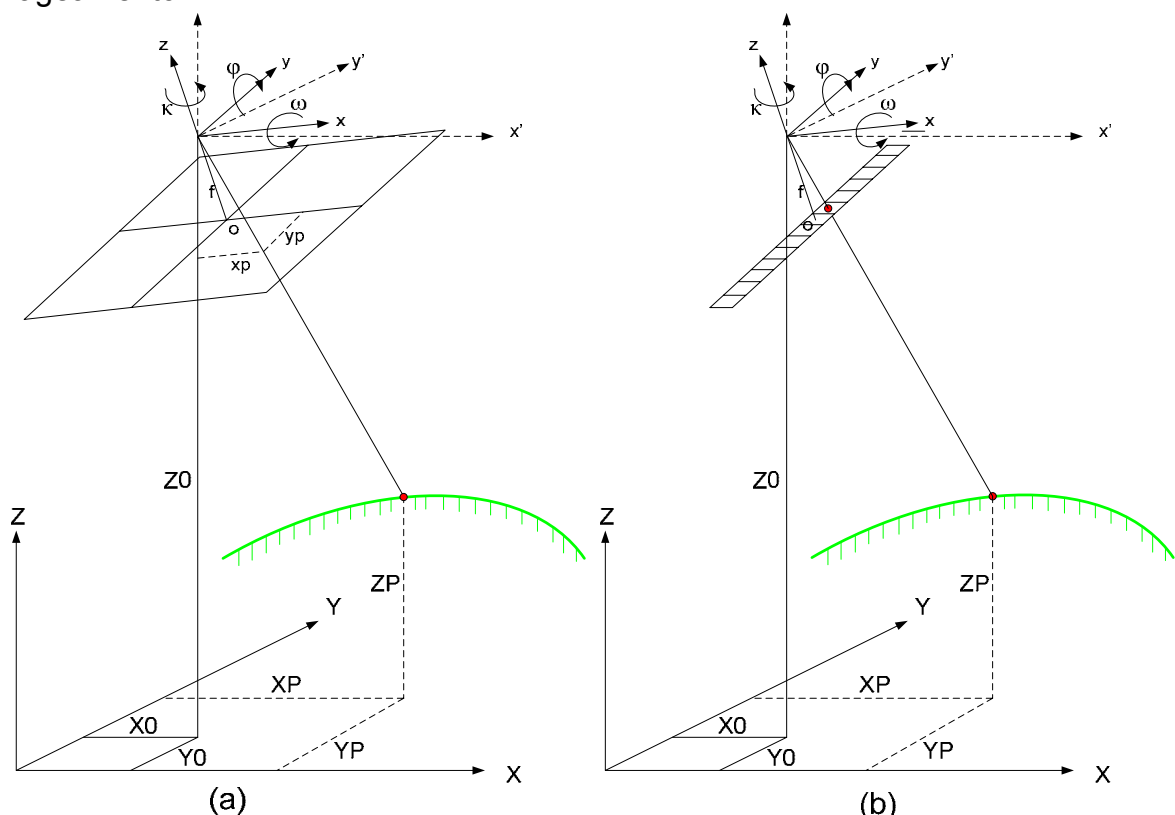 z
y
y'
φ
κ
ω
x
x'
f
o
yp
xp
Z0
Z
ZP
Y
XP
X0
Y0
YP
X
(a)
z
y
y'
φ
κ
ω
x
x'
f
o
Z0
Z
ZP
Y
XP
X0
Y0
YP
X
(b)